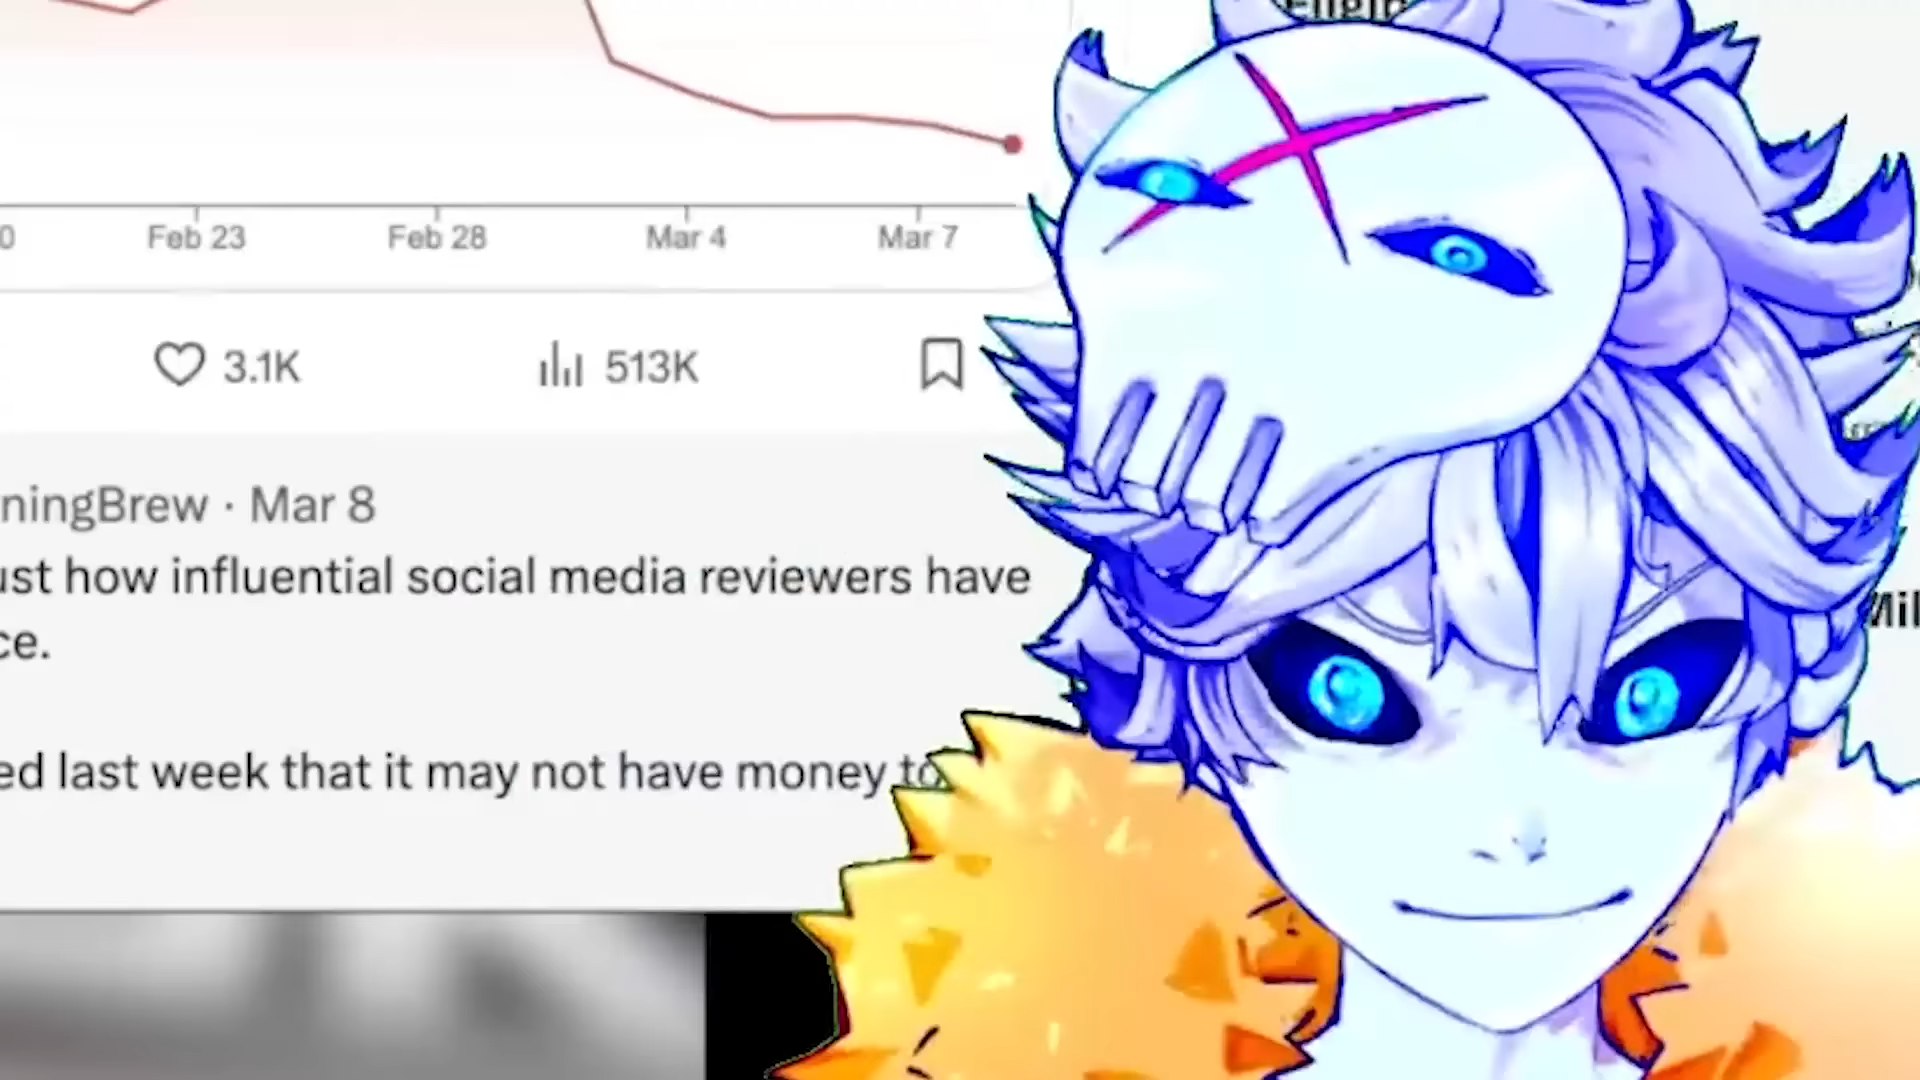 0 Feb 23 Feb 28 Mar 4 Mar 7
3.1K 513K
ningBrew · Mar 8
ust how influential social media reviewers have
ce.
ed last week that it may not have money to